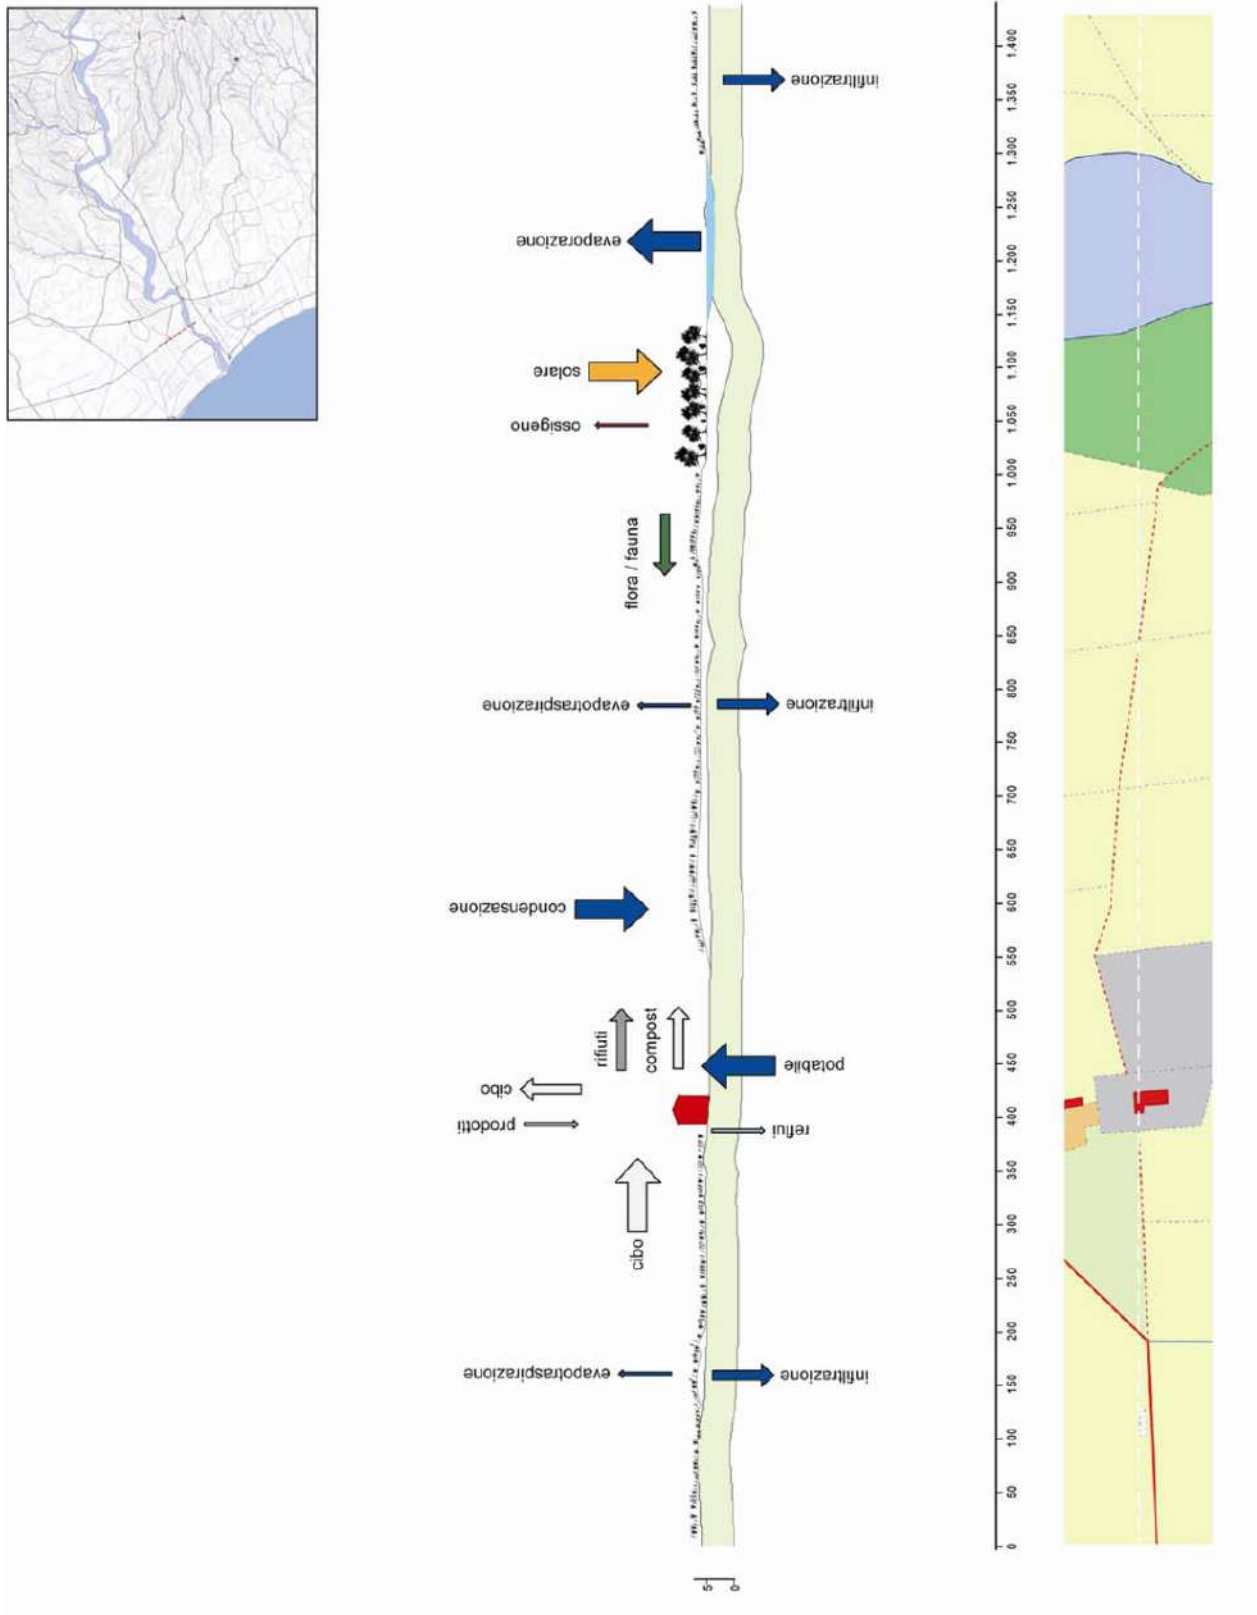 infiltrazione
evaporazione
solare
ossigeno
flora / fauna
evapotraspirazione
infiltrazione
condensazione
rifiuti
compost
cibo
potabile
prodotti
reflui
cibo
evapotraspirazione
infiltrazione
1.400
1.350
1.300
1.250
1.200
1.150
1.100
1.050
1.000
950
900
850
800
750
700
650
600
550
500
450
400
350
300
250
200
150
100
50
0
5
0